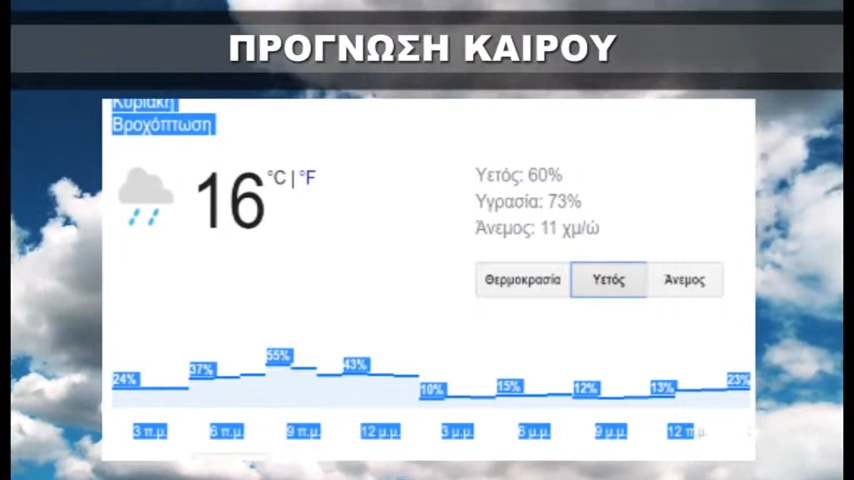 ΠΡΟΓΝΩΣΗ ΚΑΙΡΟΥ
Κυριακή
Βροχόπτωση
16 °C | °F
Υετός: 60%
Υγρασία: 73%
Άνεμος: 11 χμ/ώ
Θερμοκρασία Υετός Άνεμος
24% 37% 55% 43% 10% 15% 12% 13% 23%
3 π.μ. 6 π.μ. 9 π.μ. 12 μ.μ. 3 μ.μ. 6 μ.μ. 9 μ.μ. 12 π.μ.